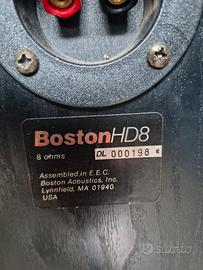 BostonHD8
8 ohms
DL 000198 E
Assembled in E.E.C.
Boston Acoustics, Inc.
Lynnfield, MA 01940
USA
subito